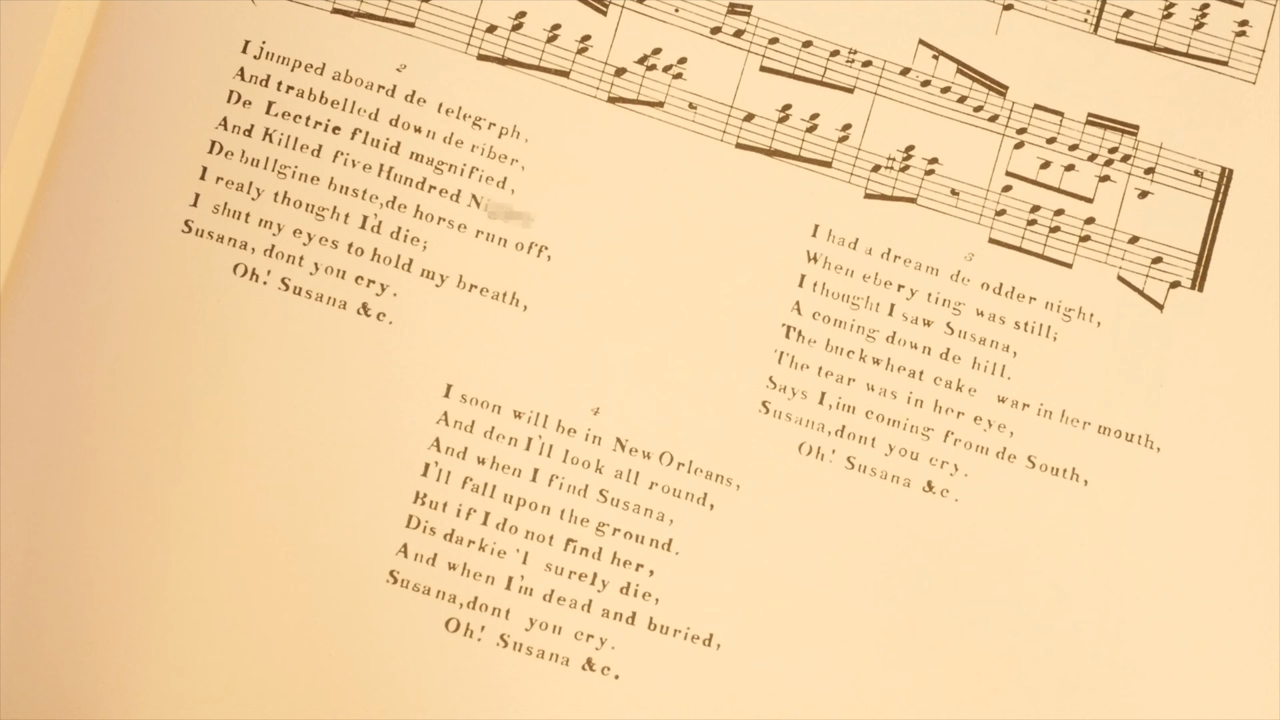 2
I jumped aboard de telegrph,
And trabbelled down de riber,
De Lectric fluid magnified,
And Killed five Hundred
De bullgine buste,de horse run off,
I realy thought I'd die;
I shut my eyes to hold my breath,
Susana, dont you cry.
Oh! Susana &c.
3
I had a dream de odder night,
When ebery ting was still;
I thought I saw Susana,
A coming down de hill.
The buckwheat cake war in her mouth,
The tear was in her eye,
Says I,im coming from de South,
Susana,dont you cry.
Oh! Susana &c.
4
I soon will be in New Orleans,
And den I'll look all round,
And when I find Susana,
I'll fall upon the ground.
But if I do not find her,
Dis darkie 'l surely die,
And when I'm dead and buried,
Susana,dont you cry.
Oh! Susana &c.